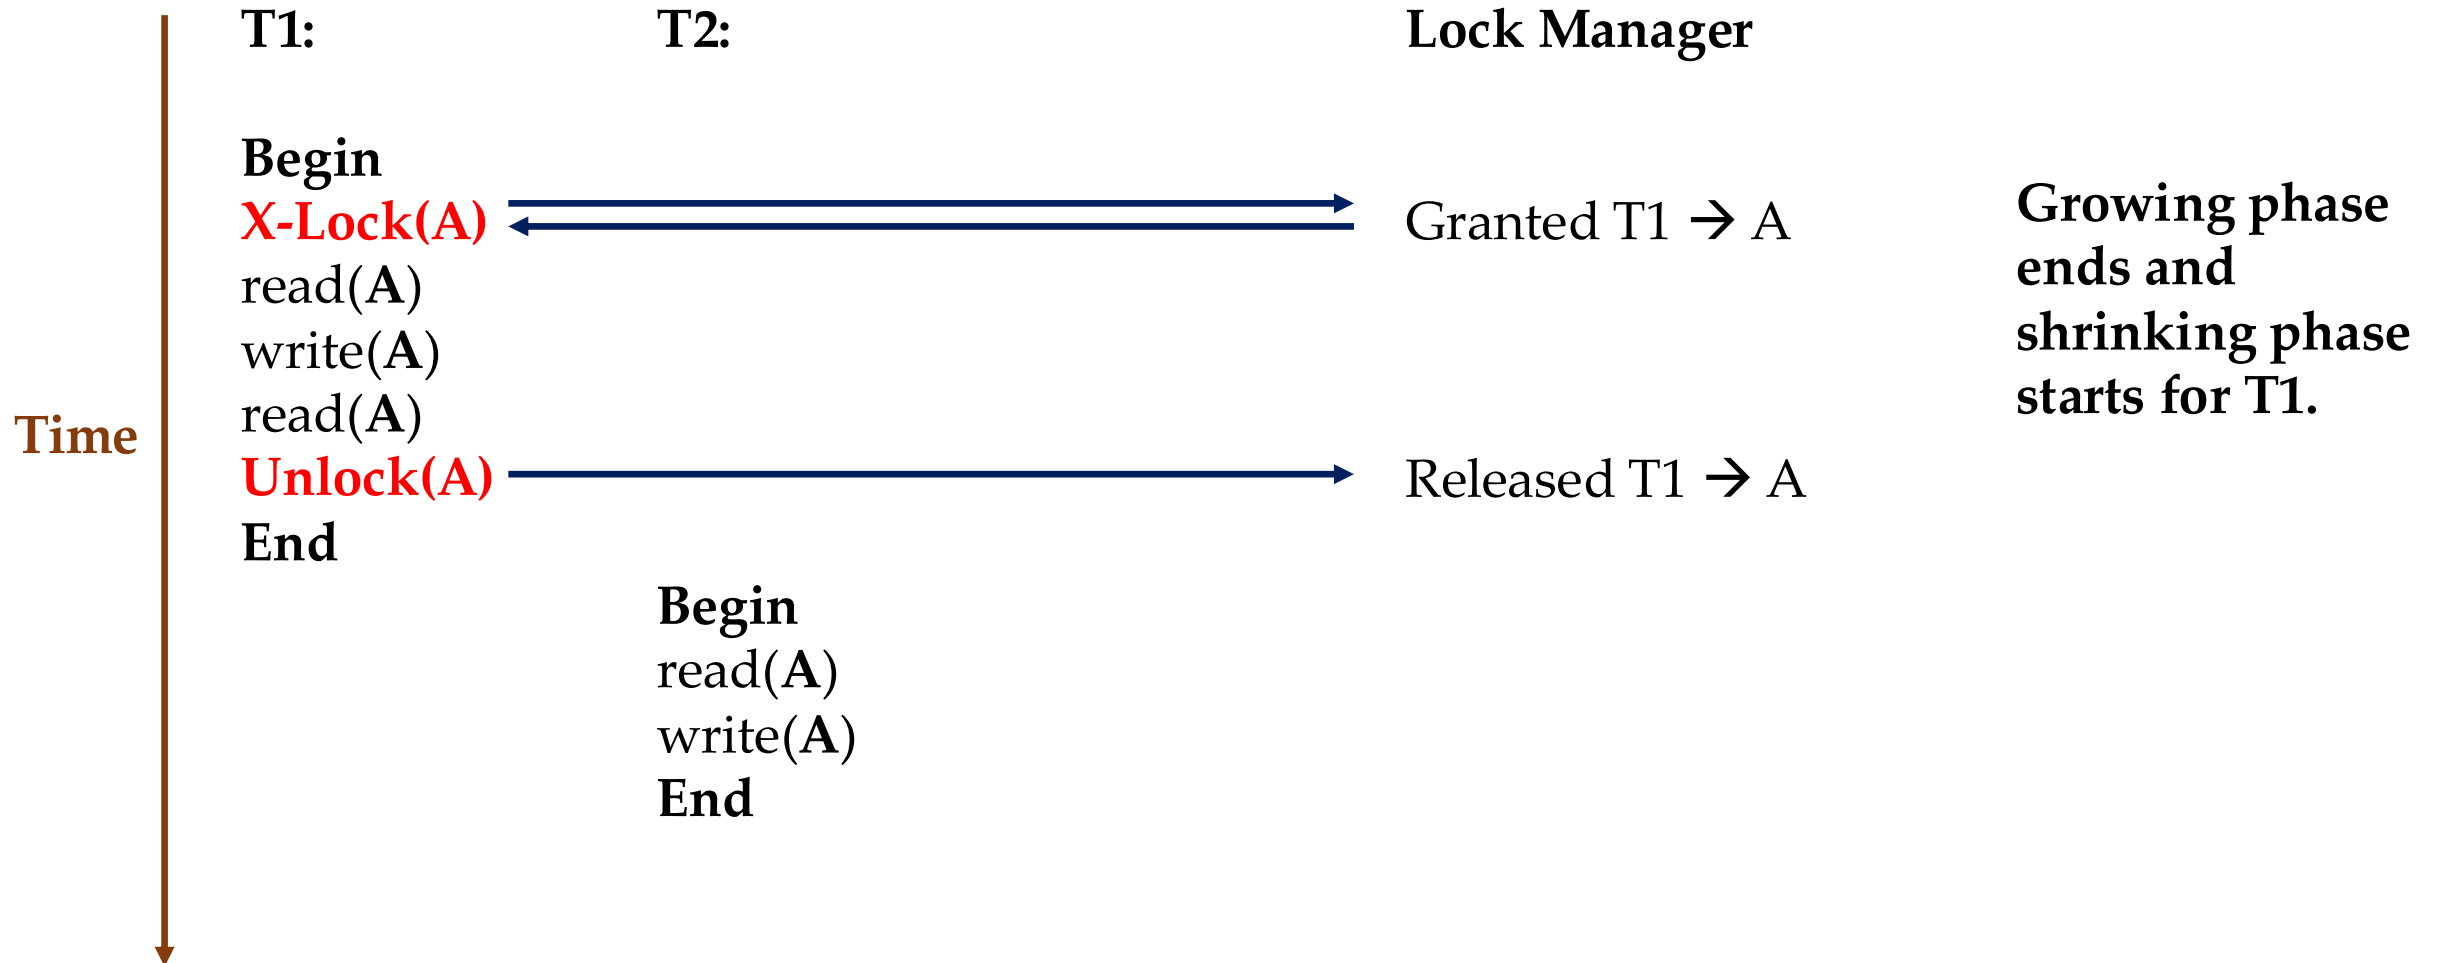 T1:
T2:
Lock Manager
Begin
X-Lock(A)
Granted T1 → A
read(A)
write(A)
read(A)
Unlock(A)
Released T1 → A
End
Growing phase
ends and
shrinking phase
starts for T1.
Time
Begin
read(A)
write(A)
End